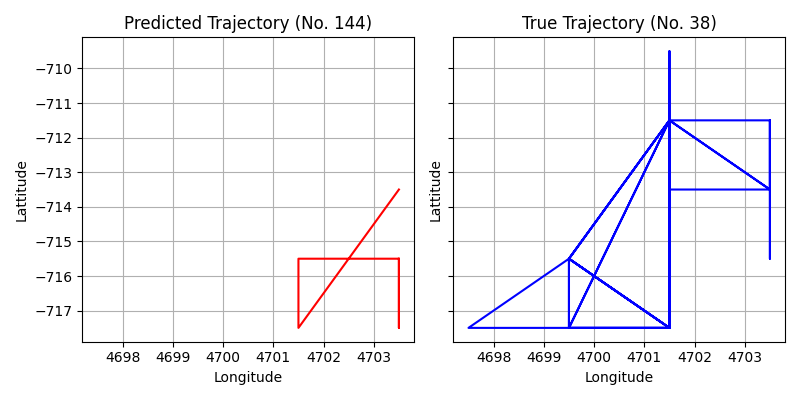 Predicted Trajectory (No. 144)
True Trajectory (No. 38)
−710
−711
−712
−713
−714
−715
−716
−717
Lattitude
Lattitude
4698 4699 4700 4701 4702 4703
4698 4699 4700 4701 4702 4703
Longitude
Longitude